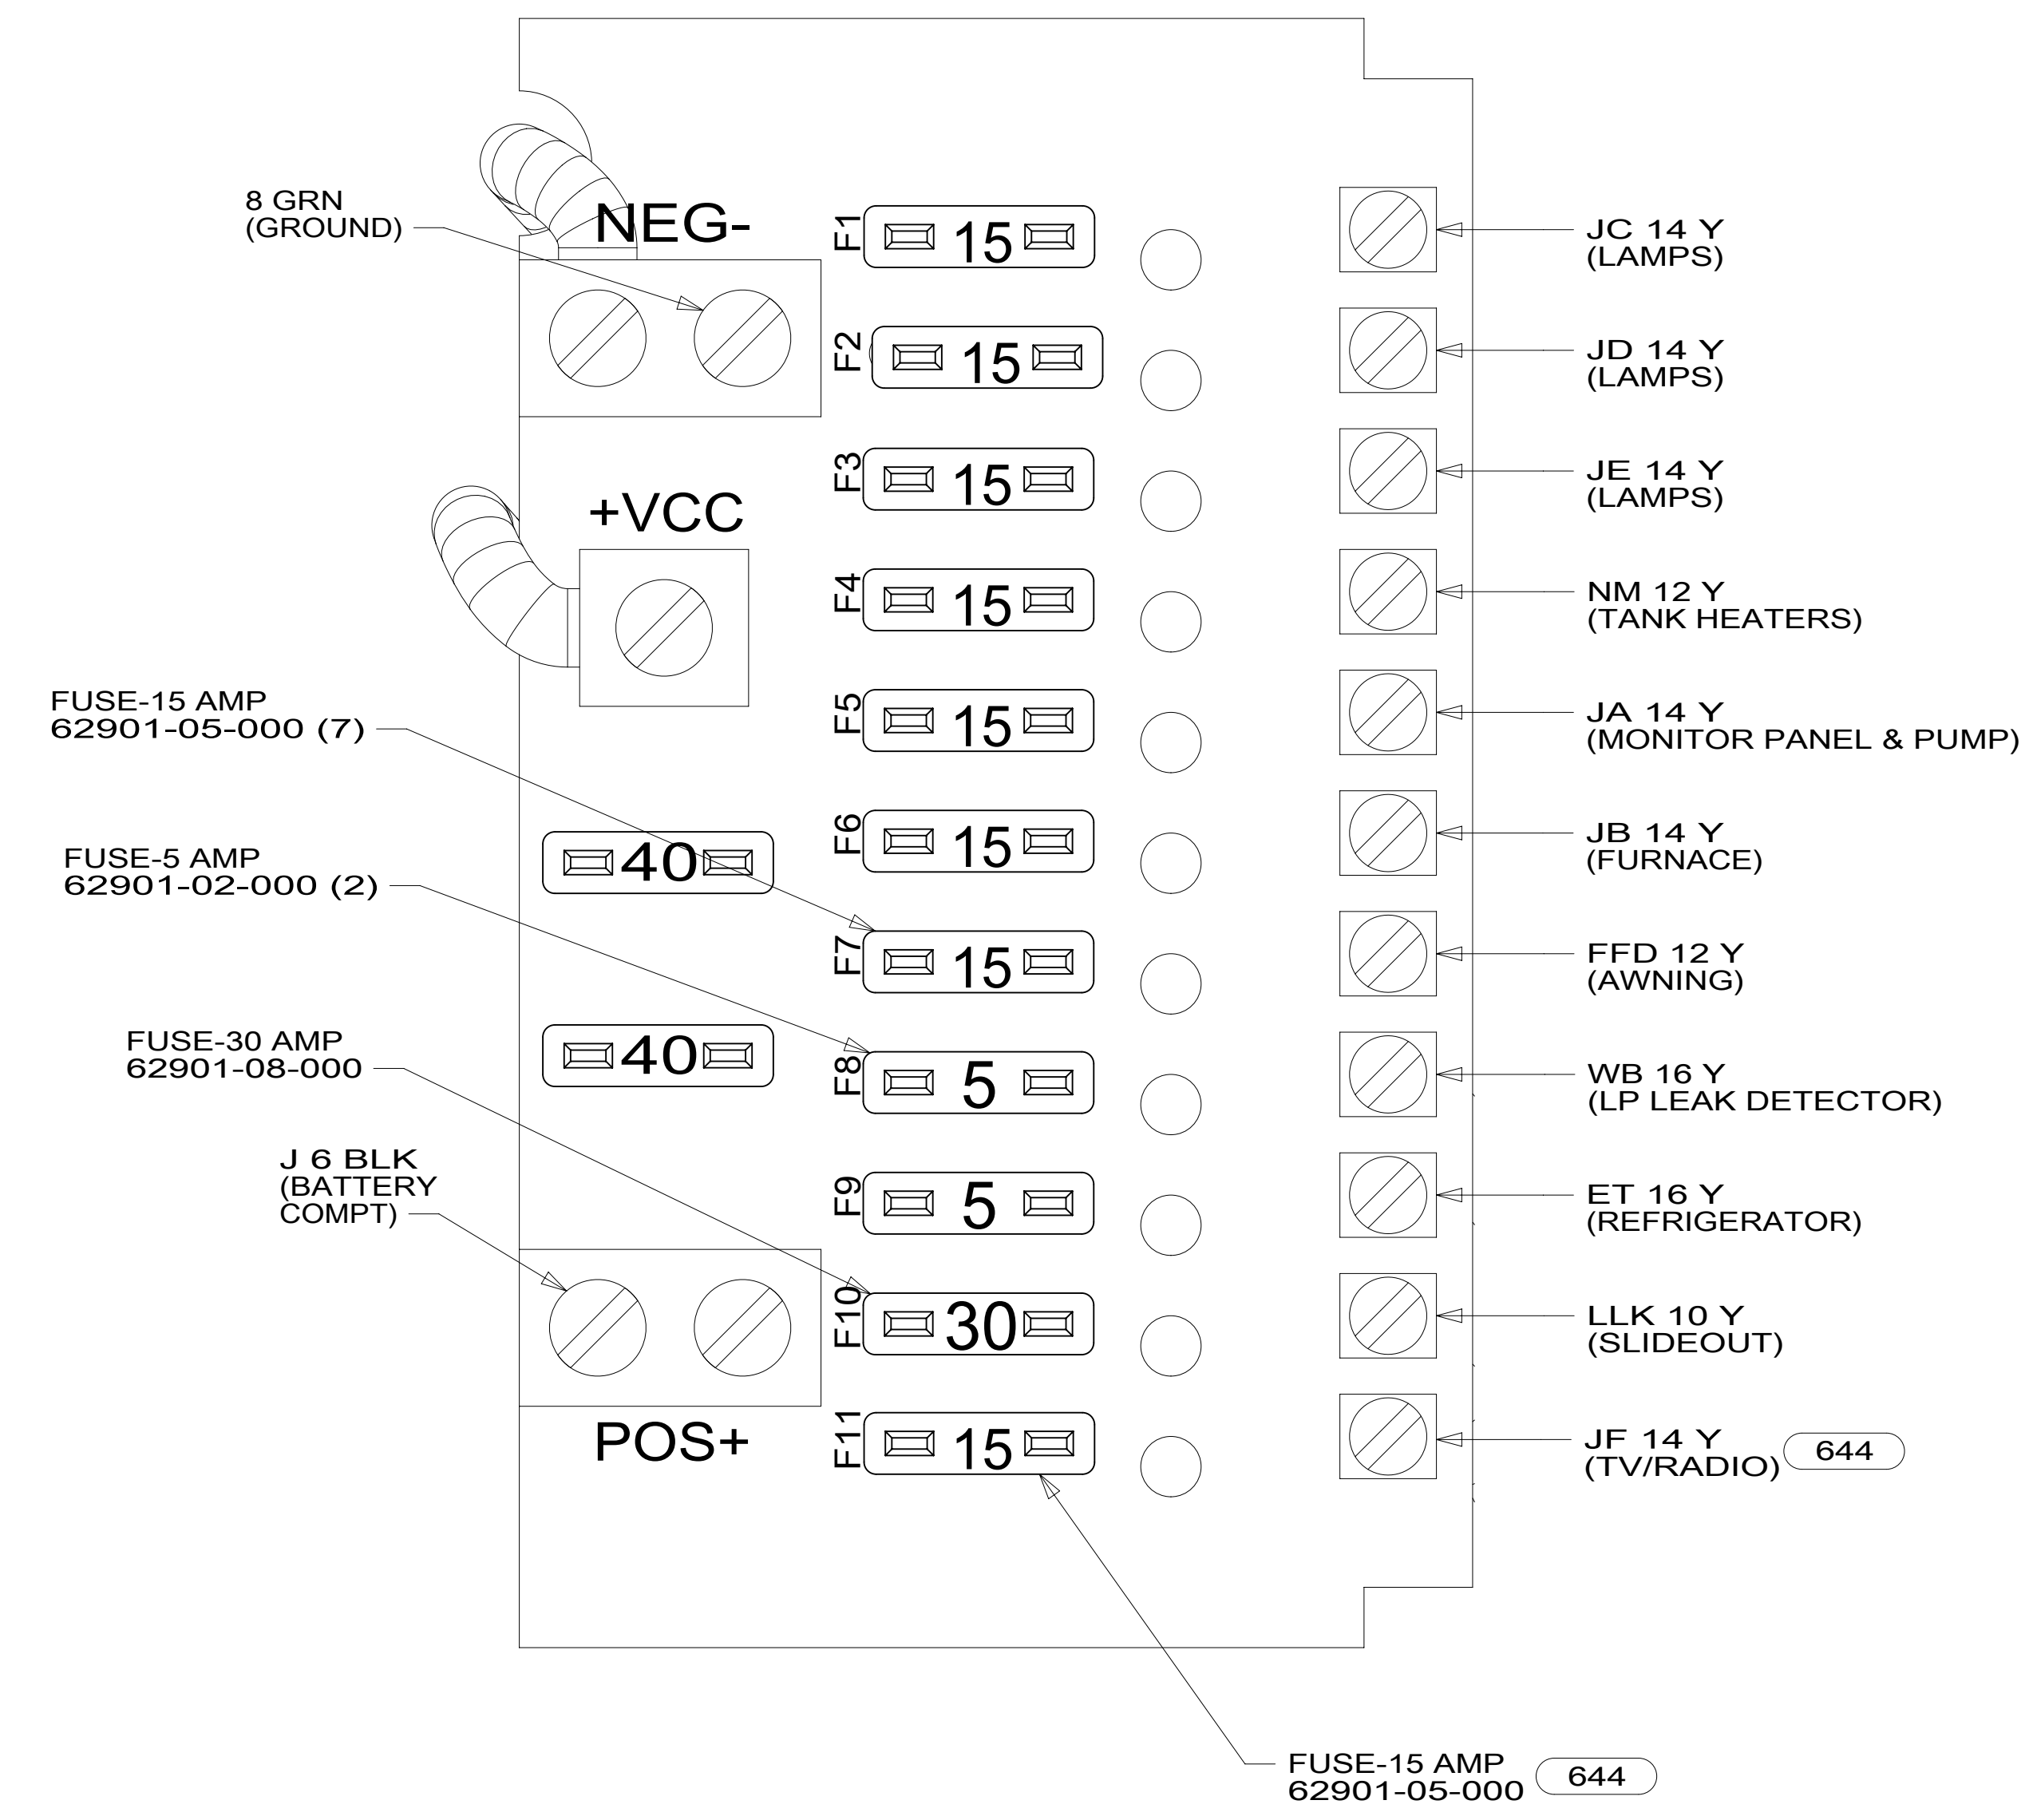 8 GRN
(GROUND)
NEG-
+VCC
FUSE-15 AMP
62901-05-000 (7)
FUSE-5 AMP
62901-02-000 (2)
FUSE-30 AMP
62901-08-000
J 6 BLK
(BATTERY
COMPT)
40
40
POS+
F1 15
F2 15
F3 15
F4 15
F5 15
F6 15
F7 15
F8 5
F9 5
F10 30
F11 15
JC 14 Y
(LAMPS)
JD 14 Y
(LAMPS)
JE 14 Y
(LAMPS)
NM 12 Y
(TANK HEATERS)
JA 14 Y
(MONITOR PANEL & PUMP)
JB 14 Y
(FURNACE)
FFD 12 Y
(AWNING)
WB 16 Y
(LP LEAK DETECTOR)
ET 16 Y
(REFRIGERATOR)
LLK 10 Y
(SLIDEOUT)
JF 14 Y
(TV/RADIO) 644
FUSE-15 AMP
62901-05-000 644